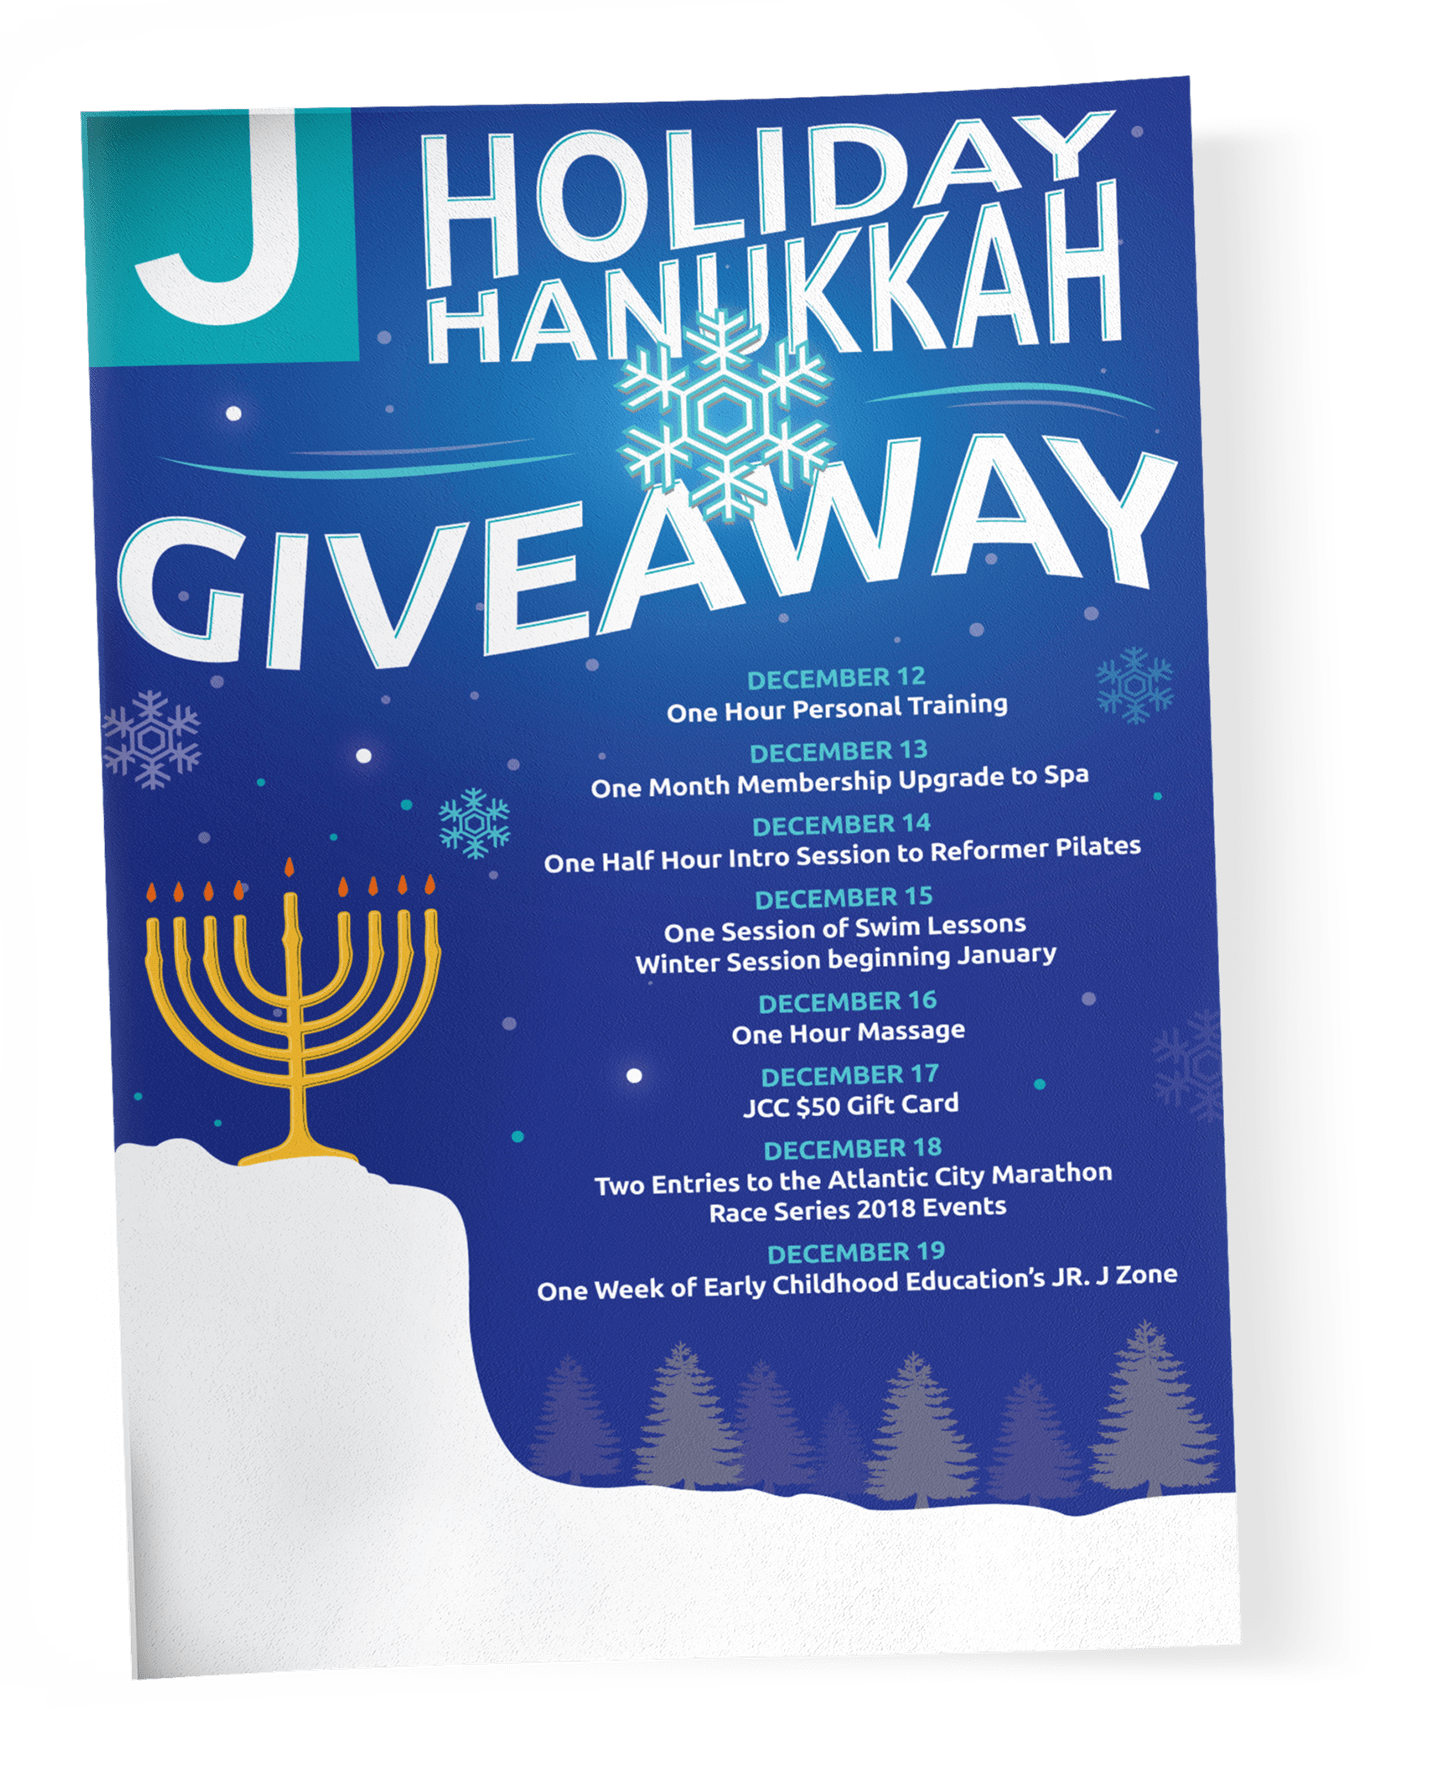 J
HOLIDAY
HANUKKAH
GIVEAWAY
DECEMBER 12
One Hour Personal Training
DECEMBER 13
One Month Membership Upgrade to Spa
DECEMBER 14
One Half Hour Intro Session to Reformer Pilates
DECEMBER 15
One Session of Swim Lessons
Winter Session beginning January
DECEMBER 16
One Hour Massage
DECEMBER 17
JCC $50 Gift Card
DECEMBER 18
Two Entries to the Atlantic City Marathon
Race Series 2018 Events
DECEMBER 19
One Week of Early Childhood Education’s JR. J Zone